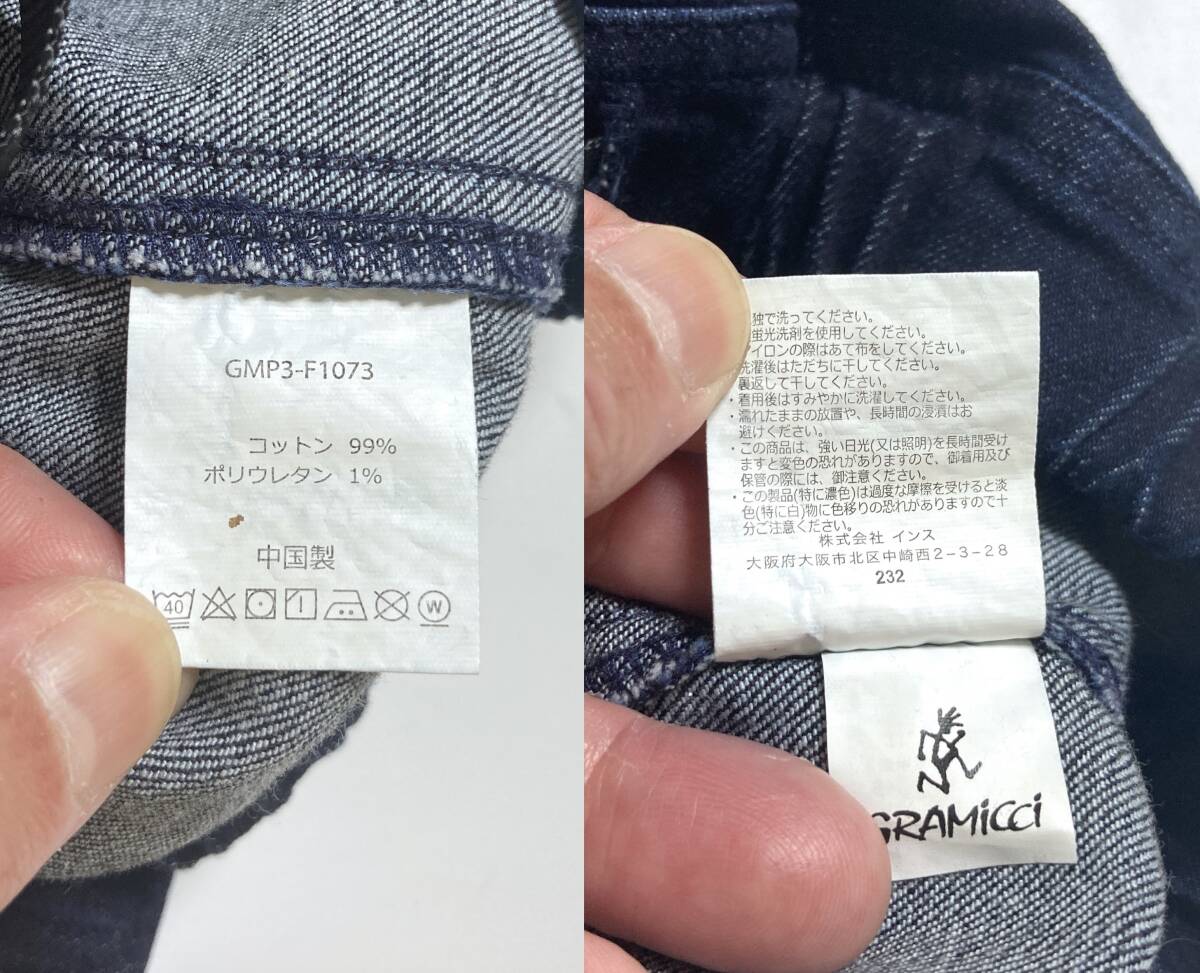 GMP3-F1073
コットン 99%
ポリウレタン 1%
中国製
40
W
独で洗ってください。
蛍光洗剤を使用してください。
アイロンの際はあて布をしてください。
洗濯後はただちに干してください。
裏返して干してください。
・着用後はすみやかに洗濯してください。
・濡れたままの放置や、長時間の浸漬はお
避けください。
・この商品は、強い日光(又は照明)を長時間受け
ますと変色の恐れがありますので、御着用及び
保管の際には、御注意ください。
・この製品(特に濃色)は過度な摩擦を受けると淡
色(特に白)物に色移りの恐れがありますので十
分ご注意ください。
株式会社 インス
大阪府大阪市北区中崎西2-3-28
232
GRAMiCCi